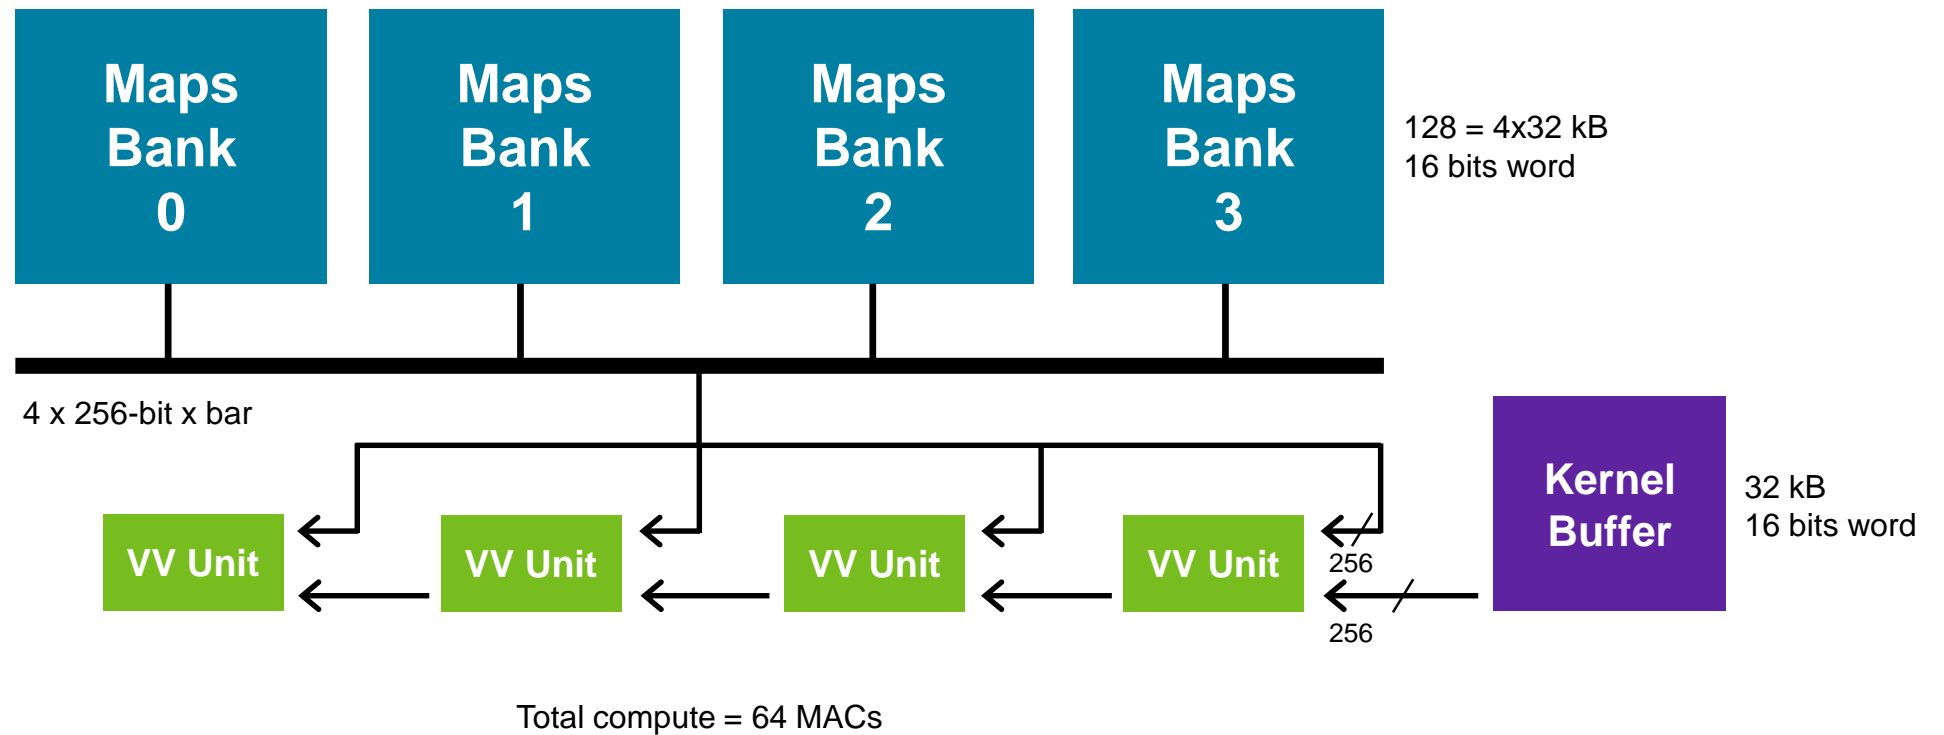 Maps
Bank
0
Maps
Bank
1
Maps
Bank
2
Maps
Bank
3
128 = 4x32 kB
16 bits word
4 x 256-bit x bar
VV Unit
VV Unit
VV Unit
VV Unit
256
256
Kernel
Buffer
32 kB
16 bits word
Total compute = 64 MACs